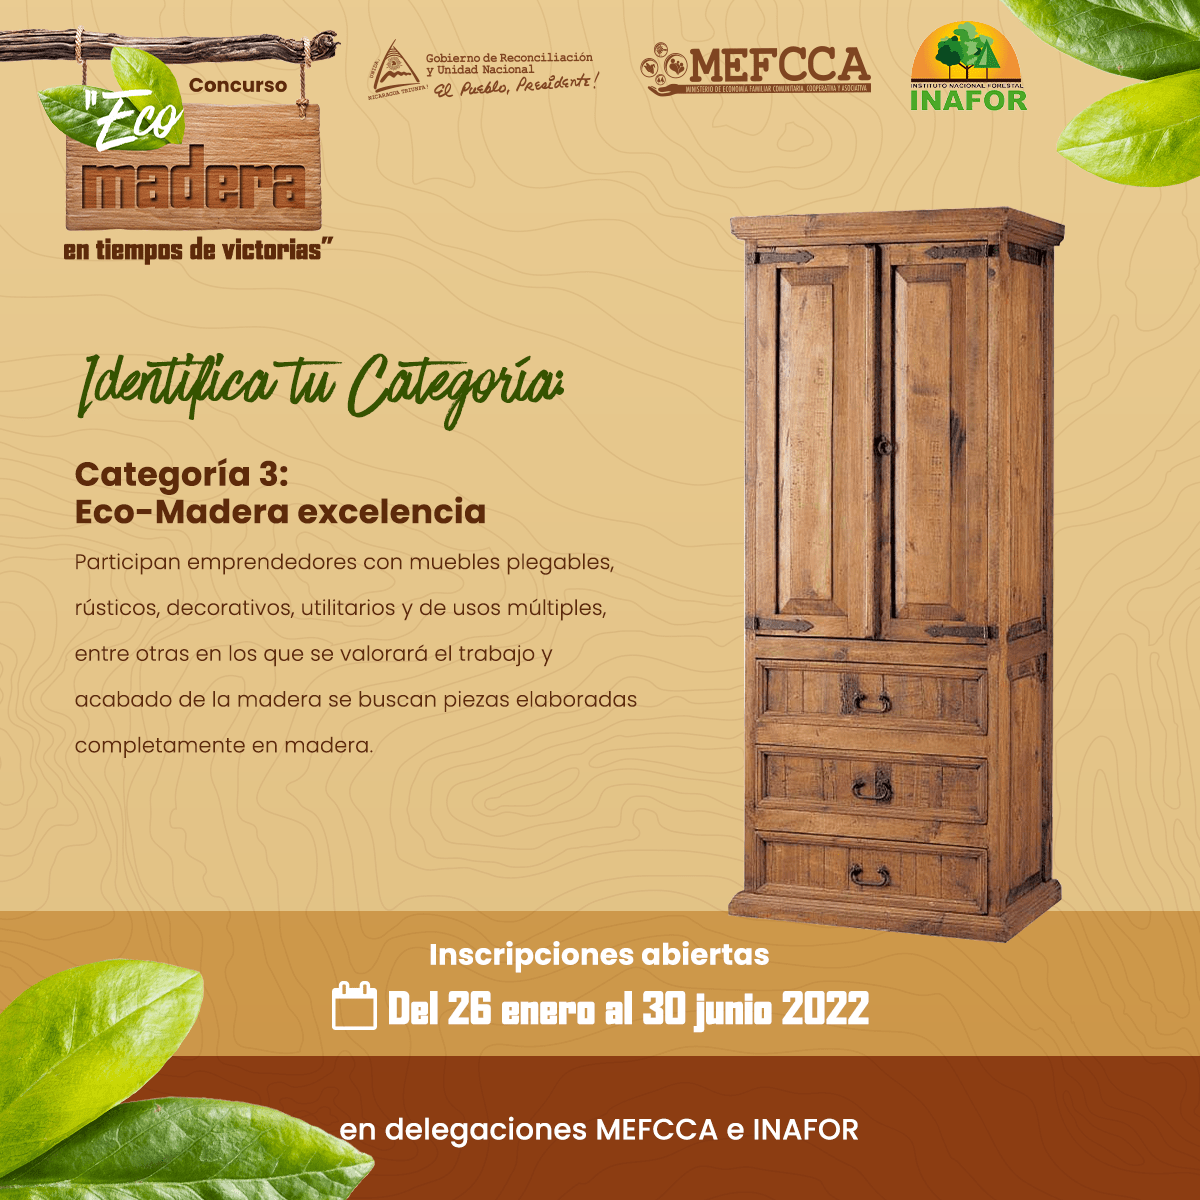 Concurso
"Eco
madera
en tiempos de victorias"
UNIDA,
NICARAGUA TRIUNFA!
Gobierno de Reconciliación
y Unidad Nacional
El Pueblo, Presidente!
MEFCCA
MINISTERIO DE ECONOMÍA FAMILIAR COMUNITARIA, COOPERATIVA Y ASOCIATIVA
INSTITUTO NACIONAL FORESTAL
INAFOR
Identifica tu Categoría:
Categoría 3:
Eco-Madera excelencia
Participan emprendedores con muebles plegables,
rústicos, decorativos, utilitarios y de usos múltiples,
entre otras en los que se valorará el trabajo y
acabado de la madera se buscan piezas elaboradas
completamente en madera.
Inscripciones abiertas
Del 26 enero al 30 junio 2022
en delegaciones MEFCCA e INAFOR